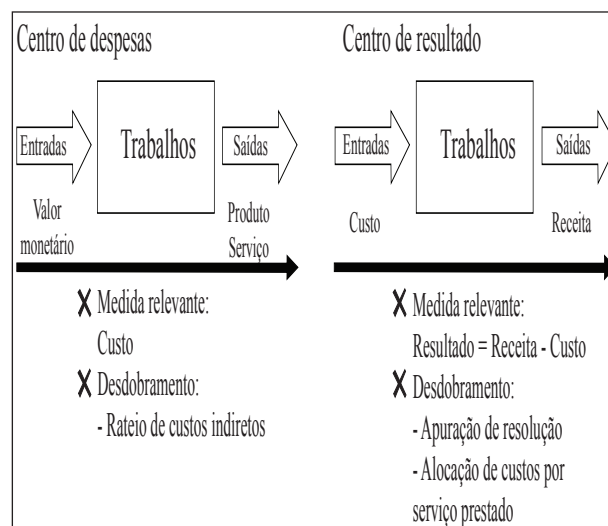 Centro de despesas
Entradas
Trabalhos
Saídas
Valor
monetário
Produto
Serviço
✗ Medida relevante:
Custo
✗ Desdobramento:
- Rateio de custos indiretos
Centro de resultado
Entradas
Trabalhos
Saídas
Custo
Receita
✗ Medida relevante:
Resultado = Receita - Custo
✗ Desdobramento:
- Apuração de resolução
- Alocação de custos por
serviço prestado